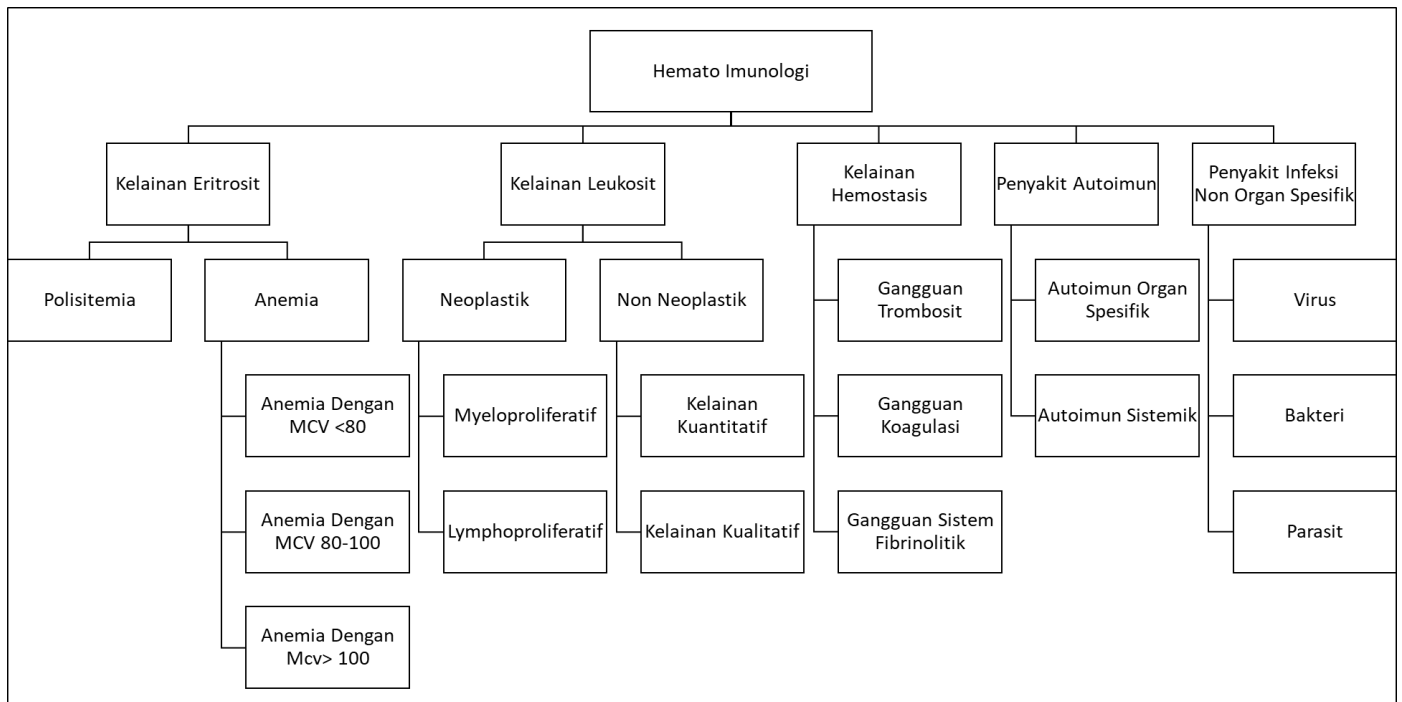 Hemato Imunologi
Kelainan Eritrosit
Kelainan Leukosit
Kelainan
Hemostasis
Penyakit Autoimun
Penyakit Infeksi
Non Organ Spesifik
Polisitemia
Anemia
Neoplastik
Non Neoplastik
Gangguan
Trombosit
Autoimun Organ
Spesifik
Virus
Anemia Dengan
MCV <80
Myeloproliferatif
Kelainan
Kuantitatif
Gangguan
Koagulasi
Autoimun Sistemik
Bakteri
Anemia Dengan
MCV 80-100
Lymphoproliferatif
Kelainan Kualitatif
Gangguan Sistem
Fibrinolitik
Parasit
Anemia Dengan
Mcv> 100